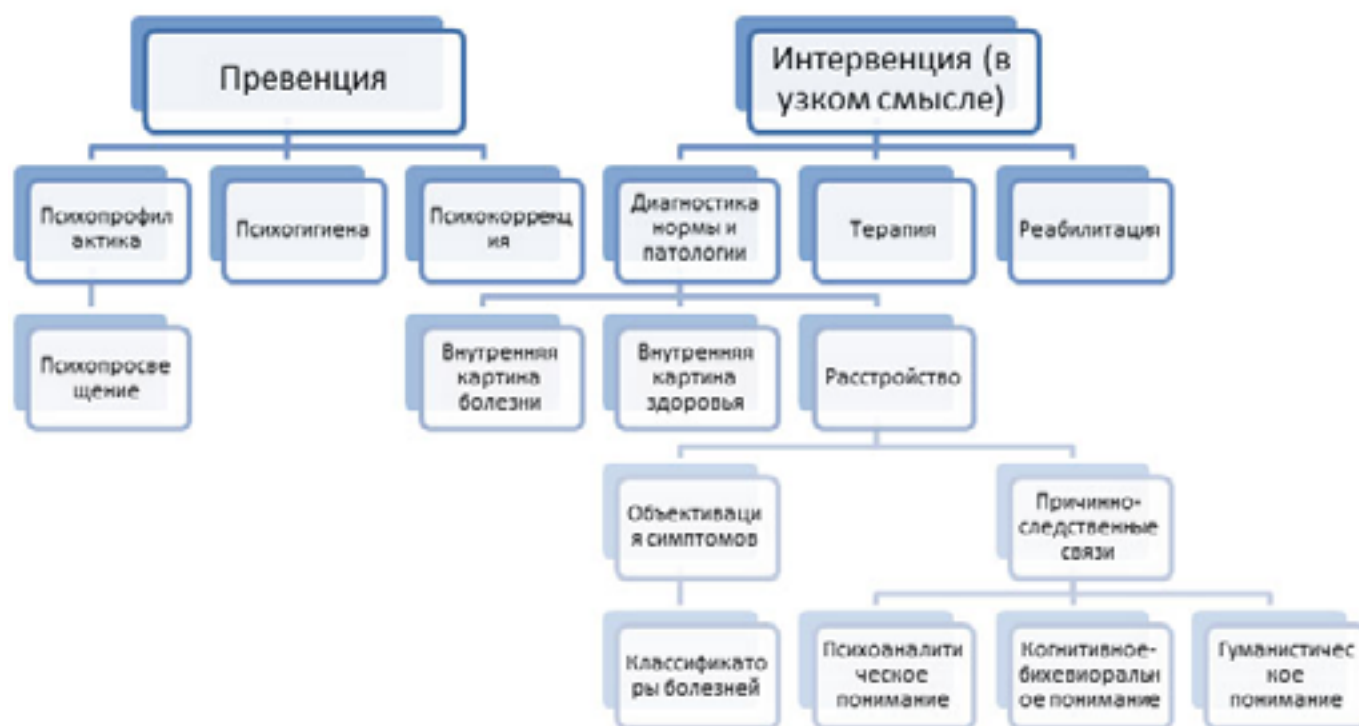 Превенция
Интервенция (в
узком смысле)
Психопрофил
актика
Психогигиена
Психокоррекц
ия
Диагностика
нормы и
патологии
Терапия
Реабилитация
Психопросве
щение
Внутренняя
картина
болезни
Внутренняя
картина
здоровья
Расстройство
Объективаци
я симптомов
Причинно-
следственные
связи
Классификато
ры болезней
Психоаналити
ческое
понимание
Когнитивное-
бихевиоральн
ое понимание
Гуманистичес
кое
понимание